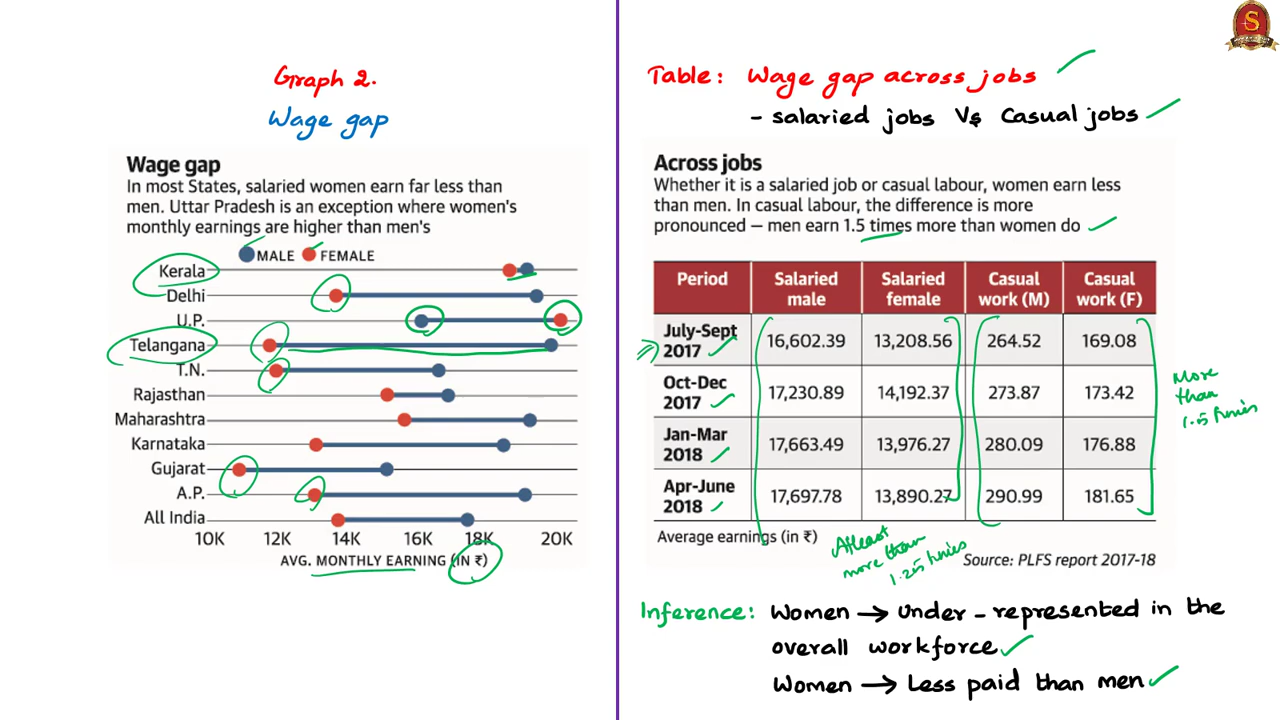 Graph 2.
Wage gap
Wage gap
In most States, salaried women earn far less than
men. Uttar Pradesh is an exception where women's
monthly earnings are higher than men's
MALE FEMALE
Kerala
Delhi
U.P.
Telangana
T.N.
Rajasthan
Maharashtra
Karnataka
Gujarat
A.P.
All India
10K 12K 14K 16K 18K 20K
AVG. MONTHLY EARNING (IN ₹)
S
Table: Wage gap across jobs
- salaried jobs Vs Casual jobs
Across jobs
Whether it is a salaried job or casual labour, women earn less
than men. In casual labour, the difference is more
pronounced – men earn 1.5 times more than women do
Period Salaried male Salaried female Casual work (M) Casual work (F)
July-Sept 2017 16,602.39 13,208.56 264.52 169.08
Oct-Dec 2017 17,230.89 14,192.37 273.87 173.42
Jan-Mar 2018 17,663.49 13,976.27 280.09 176.88
Apr-June 2018 17,697.78 13,890.27 290.99 181.65
More
than
1.5 times
Average earnings (in ₹)
Atleast
more than
1.25 times
Source: PLFS report 2017-18
Inference: Women → Under - represented in the
overall workforce
Women → Less paid than men